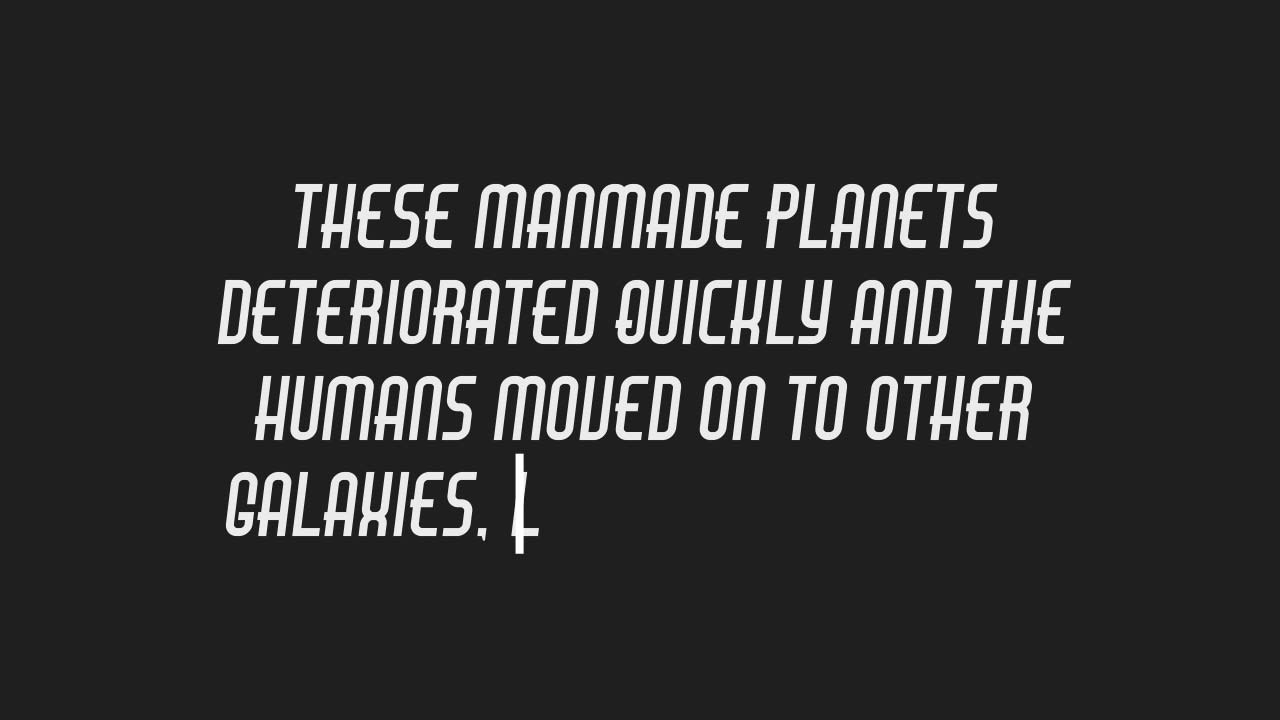 THESE MANMADE PLANETS
DETERIORATED QUICKLY AND THE
HUMANS MOVED ON TO OTHER
GALAXIES, L